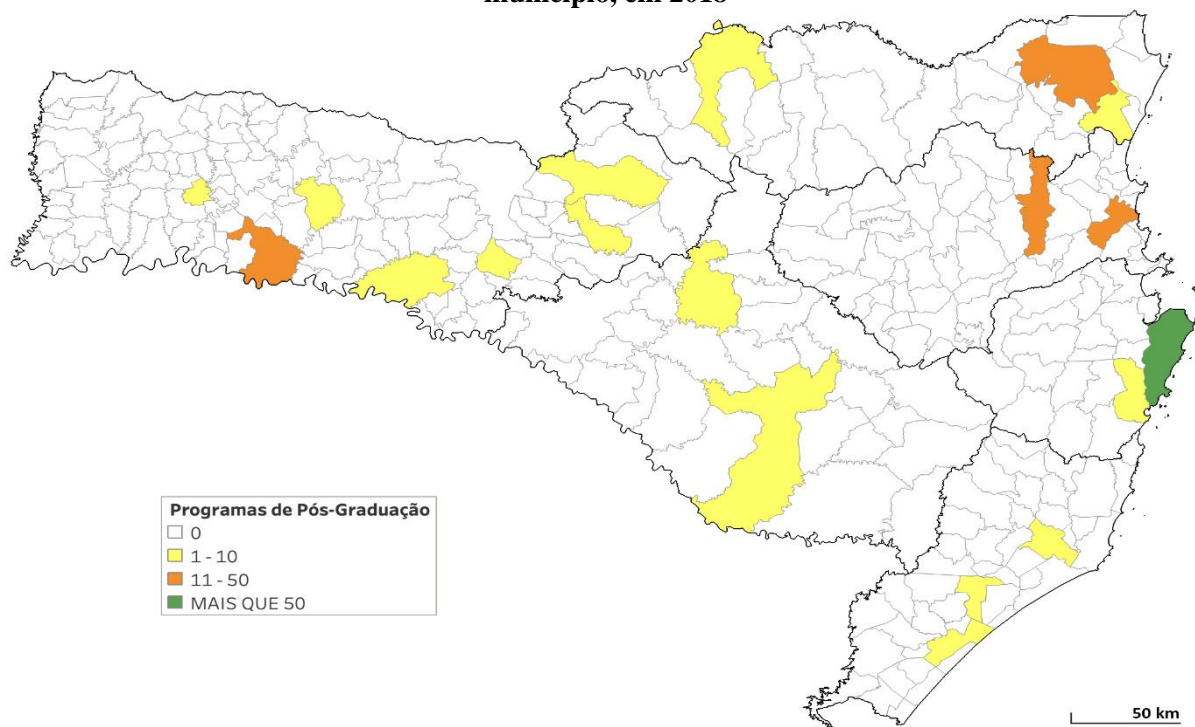 município, em 2018
Programas de Pós-Graduação
0
1 - 10
11 - 50
MAIS QUE 50
50 km